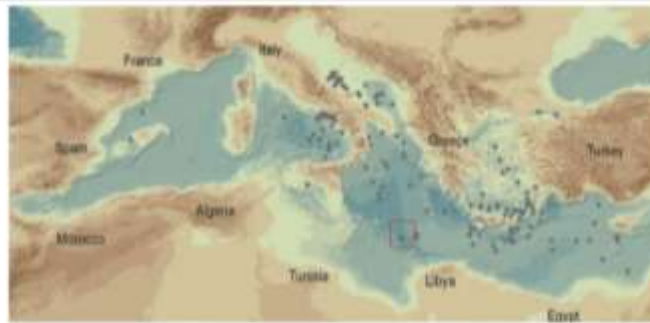 Italy
France
Spain
Greece
Turkey
Algeria
Morocco
Tunisia
Libya
Egypt